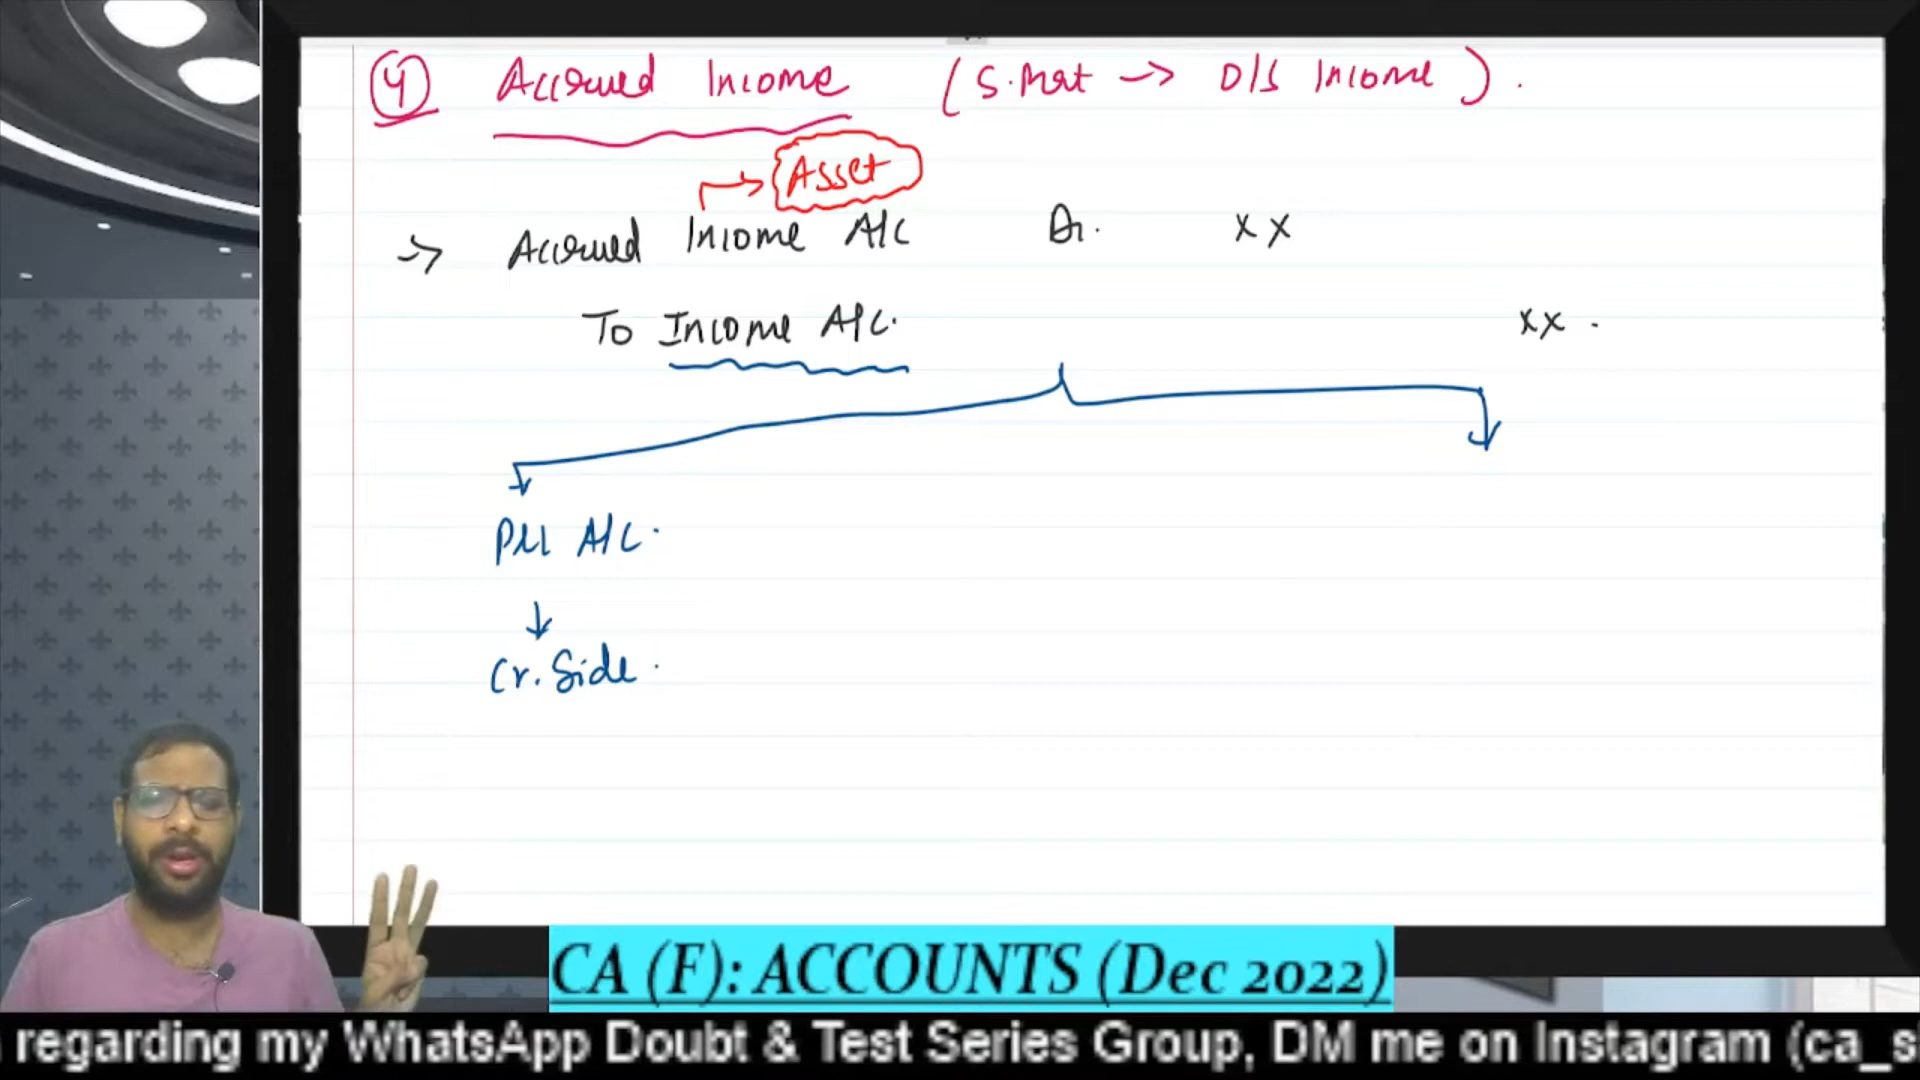 4 Accrued Income (S.Mat -> O/S Income).
Asset
-> Accrued Income A/C Dr. xx
To Income A/C. xx.
P&L A/C.
Cr. Side.
CA (F): ACCOUNTS (Dec 2022)
regarding my WhatsApp Doubt & Test Series Group, DM me on Instagram (ca_s